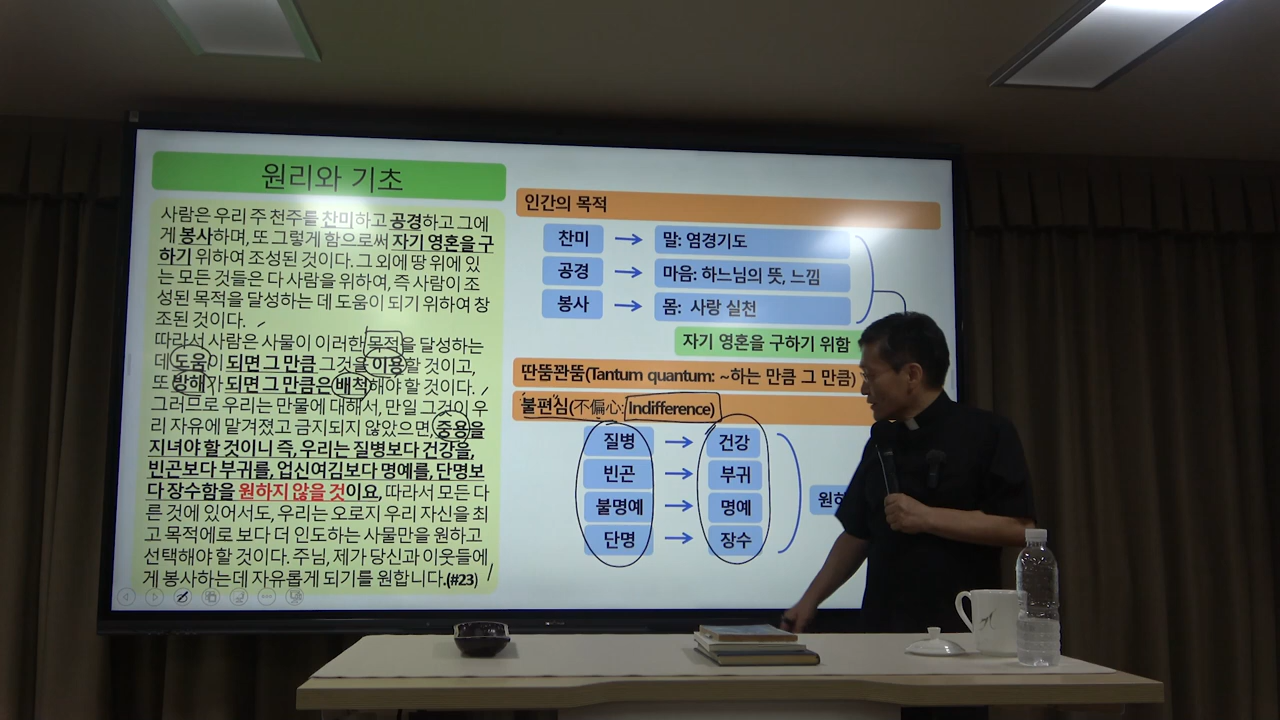 원리와 기초
사람은 우리 주 천주를 찬미하고 공경하고 그에
게 봉사하며, 또 그렇게 함으로써 자기 영혼을 구
하기 위하여 조성된 것이다. 그 외에 땅 위에 있
는 모든 것들은 다 사람을 위하여, 즉 사람이 조
성된 목적을 달성하는 데 도움이 되기 위하여 창
조된 것이다.
따라서 사람은 사물이 이러한 목적을 달성하는
데 도움이 되면 그 만큼 그것을 이용할 것이고,
또 방해가 되면 그 만큼은 배척해야 할 것이다.
그러므로 우리는 만물에 대해서, 만일 그것이 우
리 자유에 맡겨졌고 금지되지 않았으면, 중용을
지녀야 할 것이니 즉, 우리는 질병보다 건강을,
빈곤보다 부귀를, 업신여김보다 명예를, 단명보
다 장수함을 원하지 않을 것이요, 따라서 모든 다
른 것에 있어서도, 우리는 오로지 우리 자신을 최
고 목적에로 보다 더 인도하는 사물만을 원하고
선택해야 할 것이다. 주님, 제가 당신과 이웃들에
게 봉사하는데 자유롭게 되기를 원합니다.(#23)
인간의 목적
찬미 → 말: 염경기도
공경 → 마음: 하느님의 뜻, 느낌
봉사 → 몸: 사랑 실천
자기 영혼을 구하기 위함
딴뚬꽌뚬(Tantum quantum: ~하는 만큼 그 만큼)
불편심(不偏心: Indifference)
질병 → 건강
빈곤 → 부귀
불명예 → 명예
단명 → 장수
원하